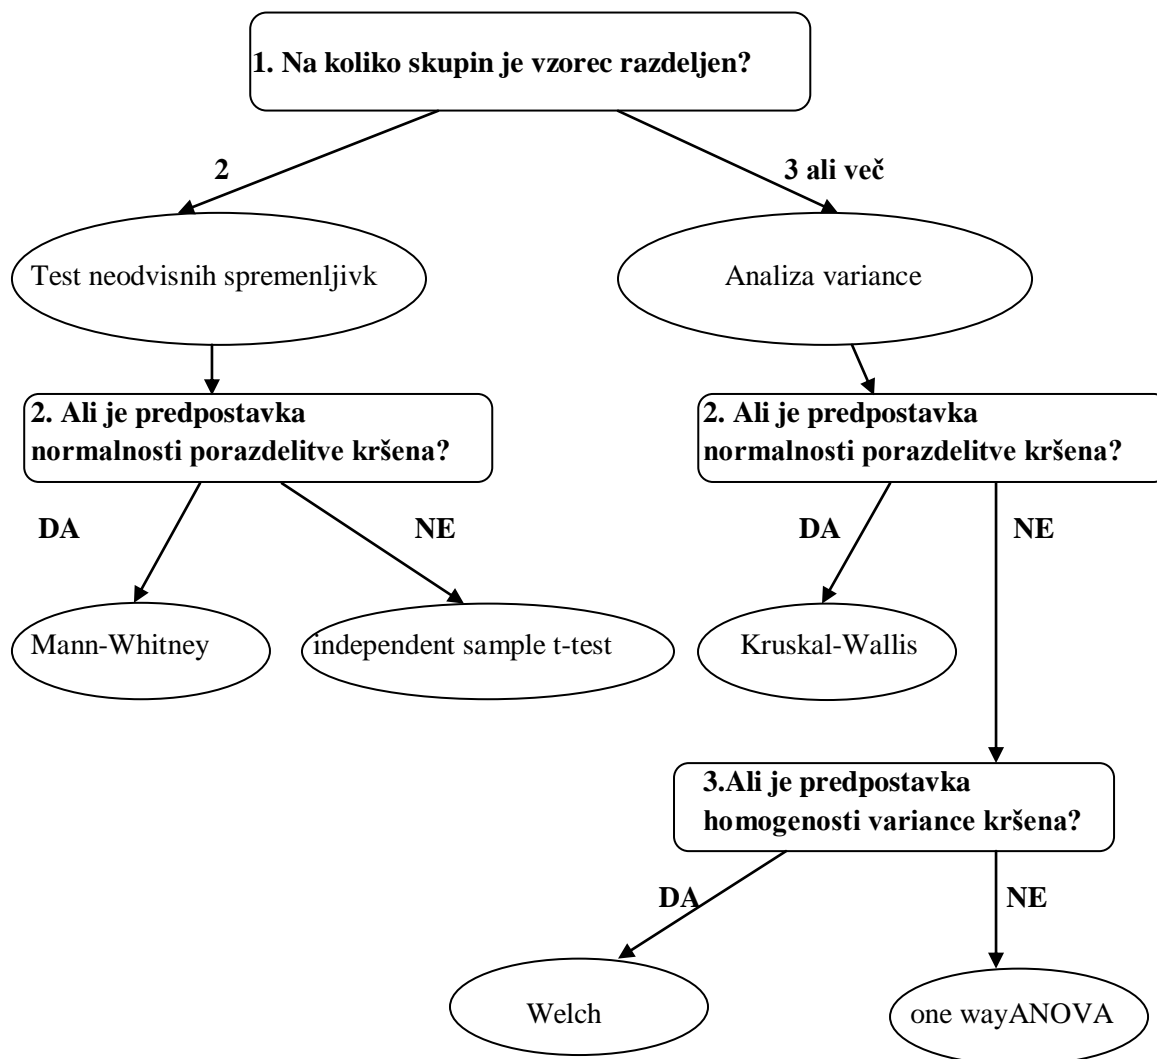 1. Na koliko skupin je vzorec razdeljen?
2
3 ali več
Test neodvisnih spremenljivk
Analiza variance
2. Ali je predpostavka
normalnosti porazdelitve kršena?
2. Ali je predpostavka
normalnosti porazdelitve kršena?
DA
NE
DA
NE
Mann-Whitney
independent sample t-test
Kruskal-Wallis
3.Ali je predpostavka
homogenosti variance kršena?
DA
NE
Welch
one wayANOVA